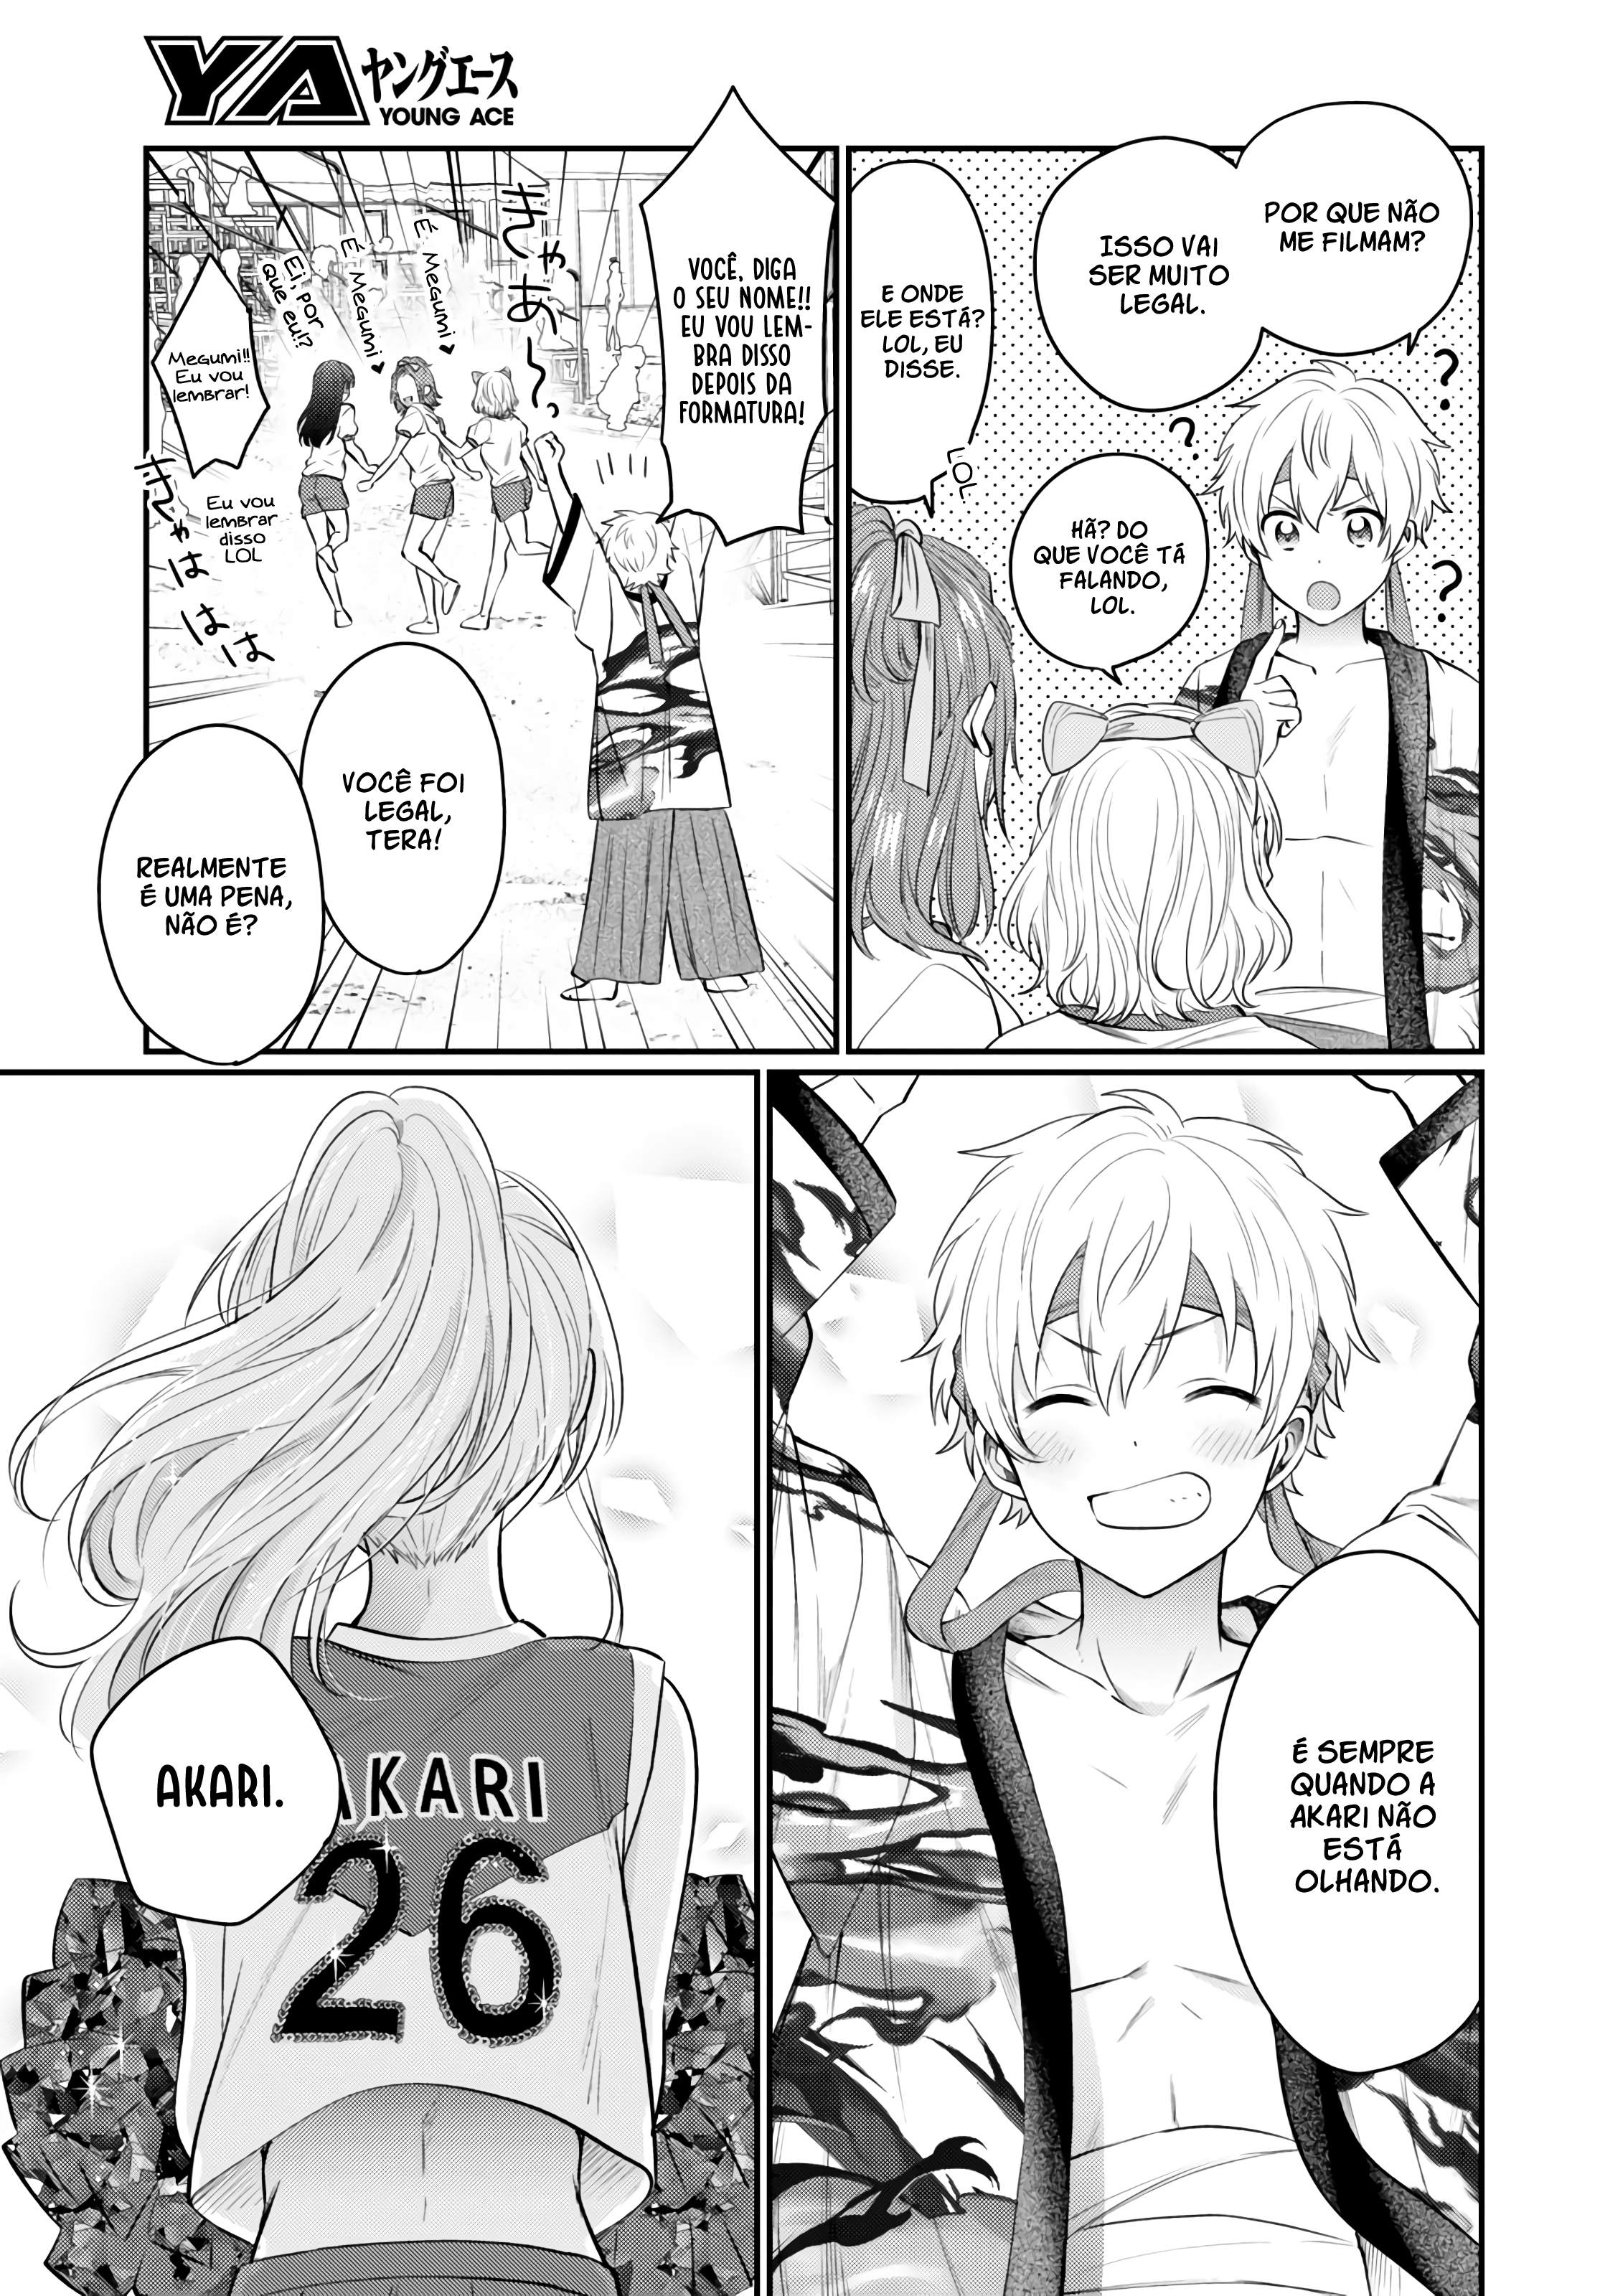 YA ヤングエース
YOUNG ACE
POR QUE NÃO
ME FILMAM?
ISSO VAI
SER MUITO
LEGAL.
?
?
?
HÃ? DO
QUE VOCÊ TÁ
FALANDO,
LOL.
E ONDE
ELE ESTÁ?
LOL, EU
DISSE.
LOL
VOCÊ, DIGA
O SEU NOME!!
EU VOU LEM-
BRA DISSO
DEPOIS DA
FORMATURA!
きゃあ〜っ
É
Megumi ♥
É
Megumi ♥
Ei, por
que eu!?
Megumi!!
Eu vou
lembrar!
きゃははははは
Eu vou
lembrar
disso
LOL
VOCÊ FOI
LEGAL,
TERA!
REALMENTE
É UMA PENA,
NÃO É?
É SEMPRE
QUANDO A
AKARI NÃO
ESTÁ
OLHANDO.
AKARI.
AKARI
26